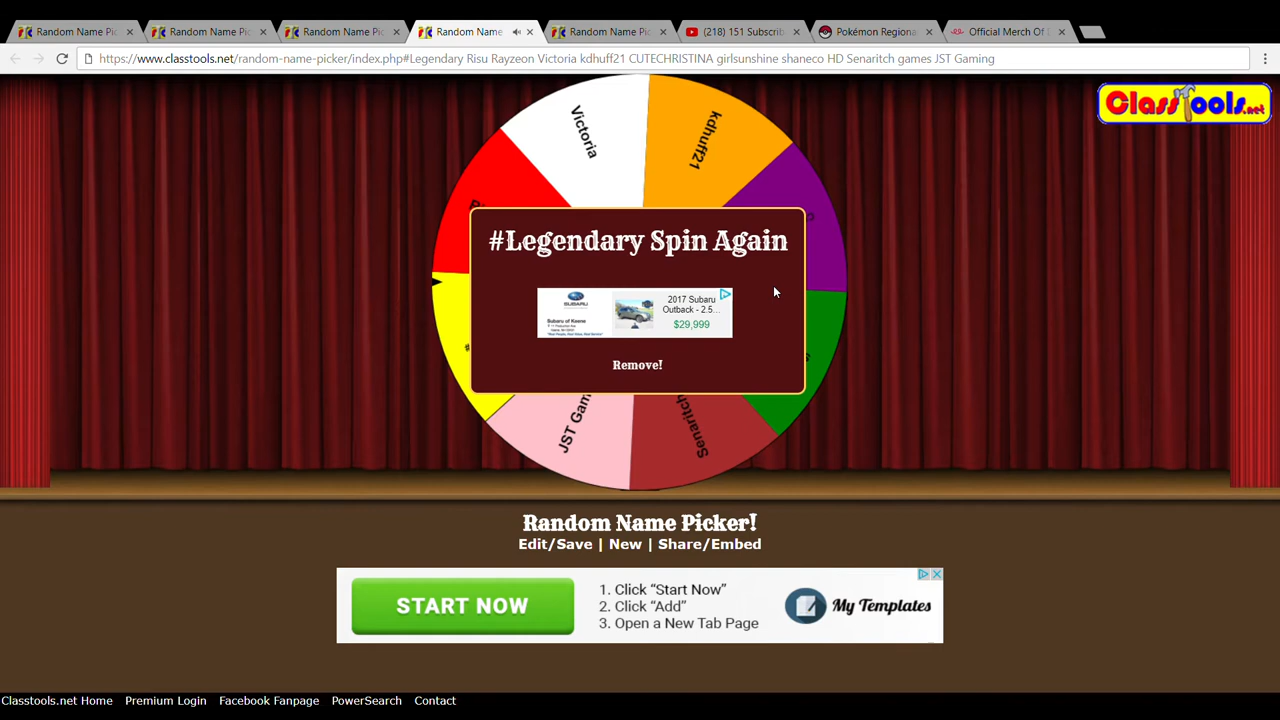 Random Name Pic
Random Name Pic
Random Name Pic
Random Name
Random Name Pic
(218) 151 Subscrib
Pokémon Regiona
Official Merch Of
https://www.classtools.net/random-name-picker/index.php#Legendary Risu Rayzeon Victoria kdhuff21 CUTECHRISTINA girlsunshine shaneco HD Senaritch games JST Gaming
ClassTools.net
Victoria
kdhuff21
#Legendary Spin Again
SUBARU
Subaru of Keene
2017 Subaru
Outback - 2.5...
$29,999
Remove!
JST Gam
Senaritch
Random Name Picker!
Edit/Save | New | Share/Embed
START NOW
1. Click “Start Now”
2. Click “Add”
3. Open a New Tab Page
My Templates
Classtools.net Home Premium Login Facebook Fanpage PowerSearch Contact